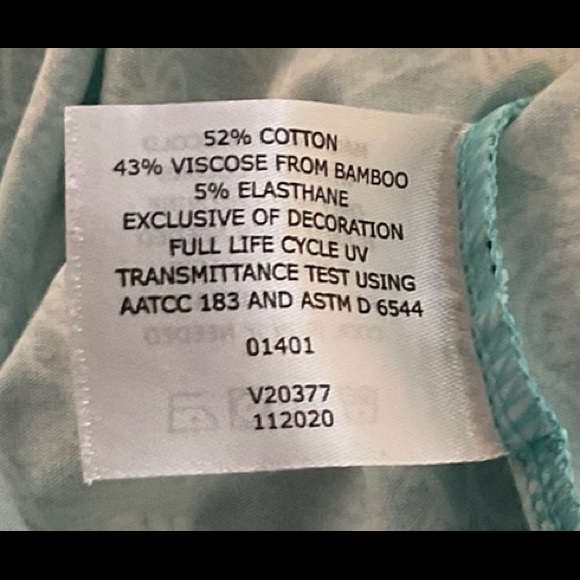 52% COTTON
43% VISCOSE FROM BAMBOO
5% ELASTHANE
EXCLUSIVE OF DECORATION
FULL LIFE CYCLE UV
TRANSMITTANCE TEST USING
AATCC 183 AND ASTM D 6544
01401
V20377
112020